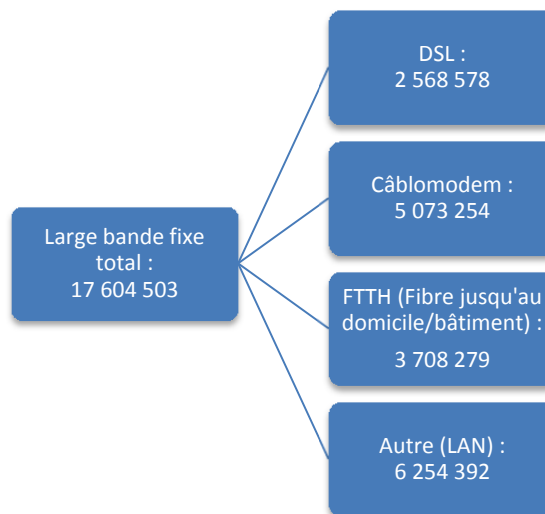 Large bande fixe
total :
17 604 503
DSL :
2 568 578
Câblomodem :
5 073 254
FTTH (Fibre jusqu'au
domicile/bâtiment) :
3 708 279
Autre (LAN) :
6 254 392